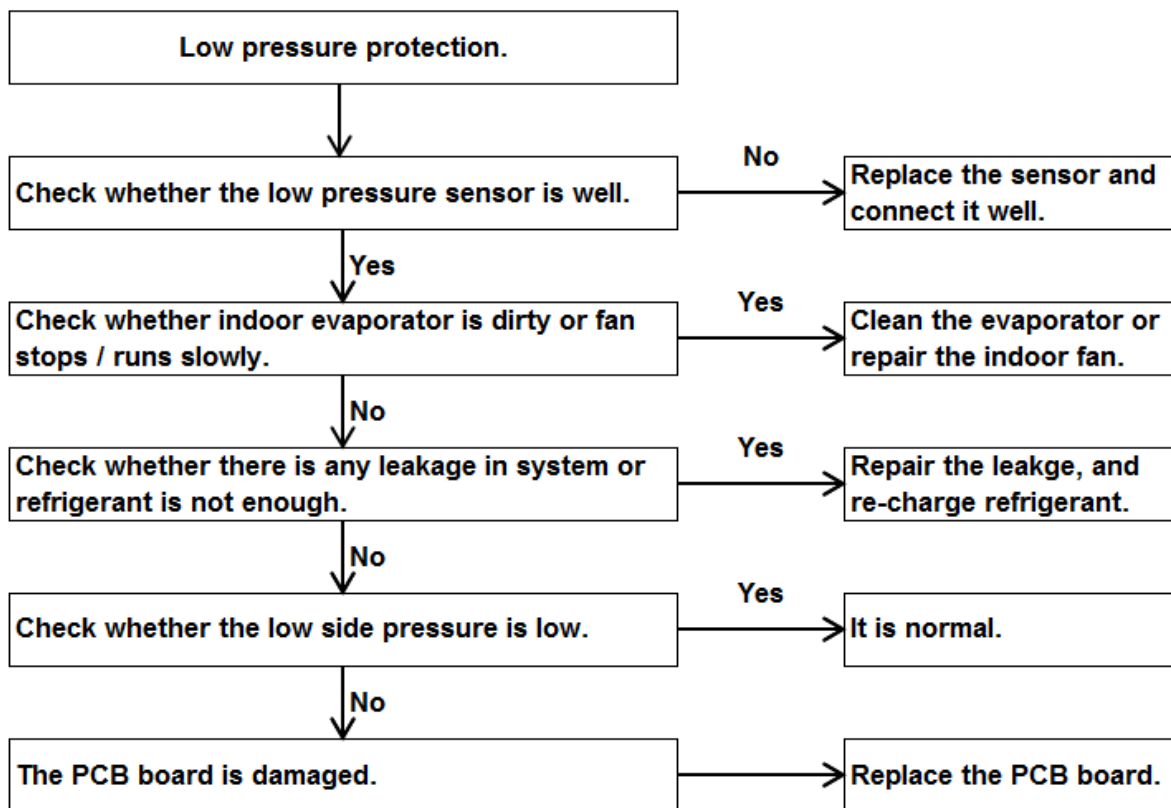 Low pressure protection.
No
Check whether the low pressure sensor is well.
Replace the sensor and
connect it well.
Yes
Check whether indoor evaporator is dirty or fan
stops / runs slowly.
Yes
Clean the evaporator or
repair the indoor fan.
No
Check whether there is any leakage in system or
refrigerant is not enough.
Yes
Repair the leakge, and
re-charge refrigerant.
No
Check whether the low side pressure is low.
Yes
It is normal.
No
The PCB board is damaged.
Replace the PCB board.